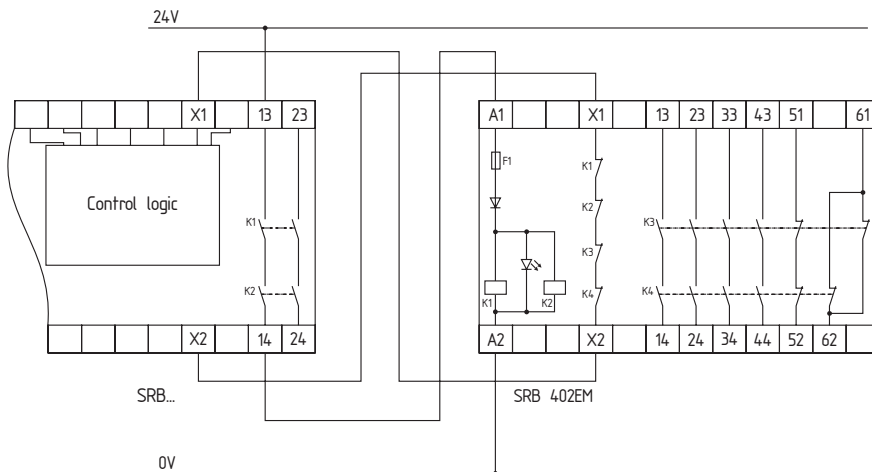 24V
X1 13 23
A1 X1 13 23 33 43 51 61
Control logic
K1
K2
F1
K1
K2
K1
K2
K3
K4
K3
K4
X2 14 24
A2 X2 14 24 34 44 52 62
SRB...
SRB 402EM
0V